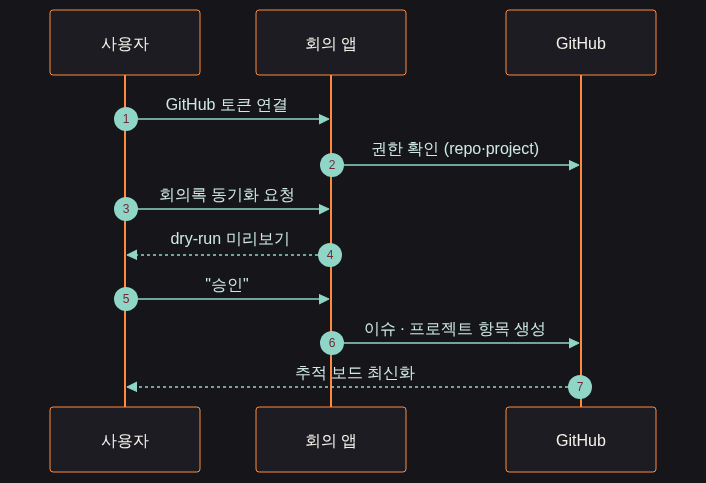 사용자
회의 앱
GitHub
GitHub 토큰 연결
1
권한 확인 (repo·project)
2
회의록 동기화 요청
3
dry-run 미리보기
4
"승인"
5
이슈 · 프로젝트 항목 생성
6
추적 보드 최신화
7
사용자
회의 앱
GitHub